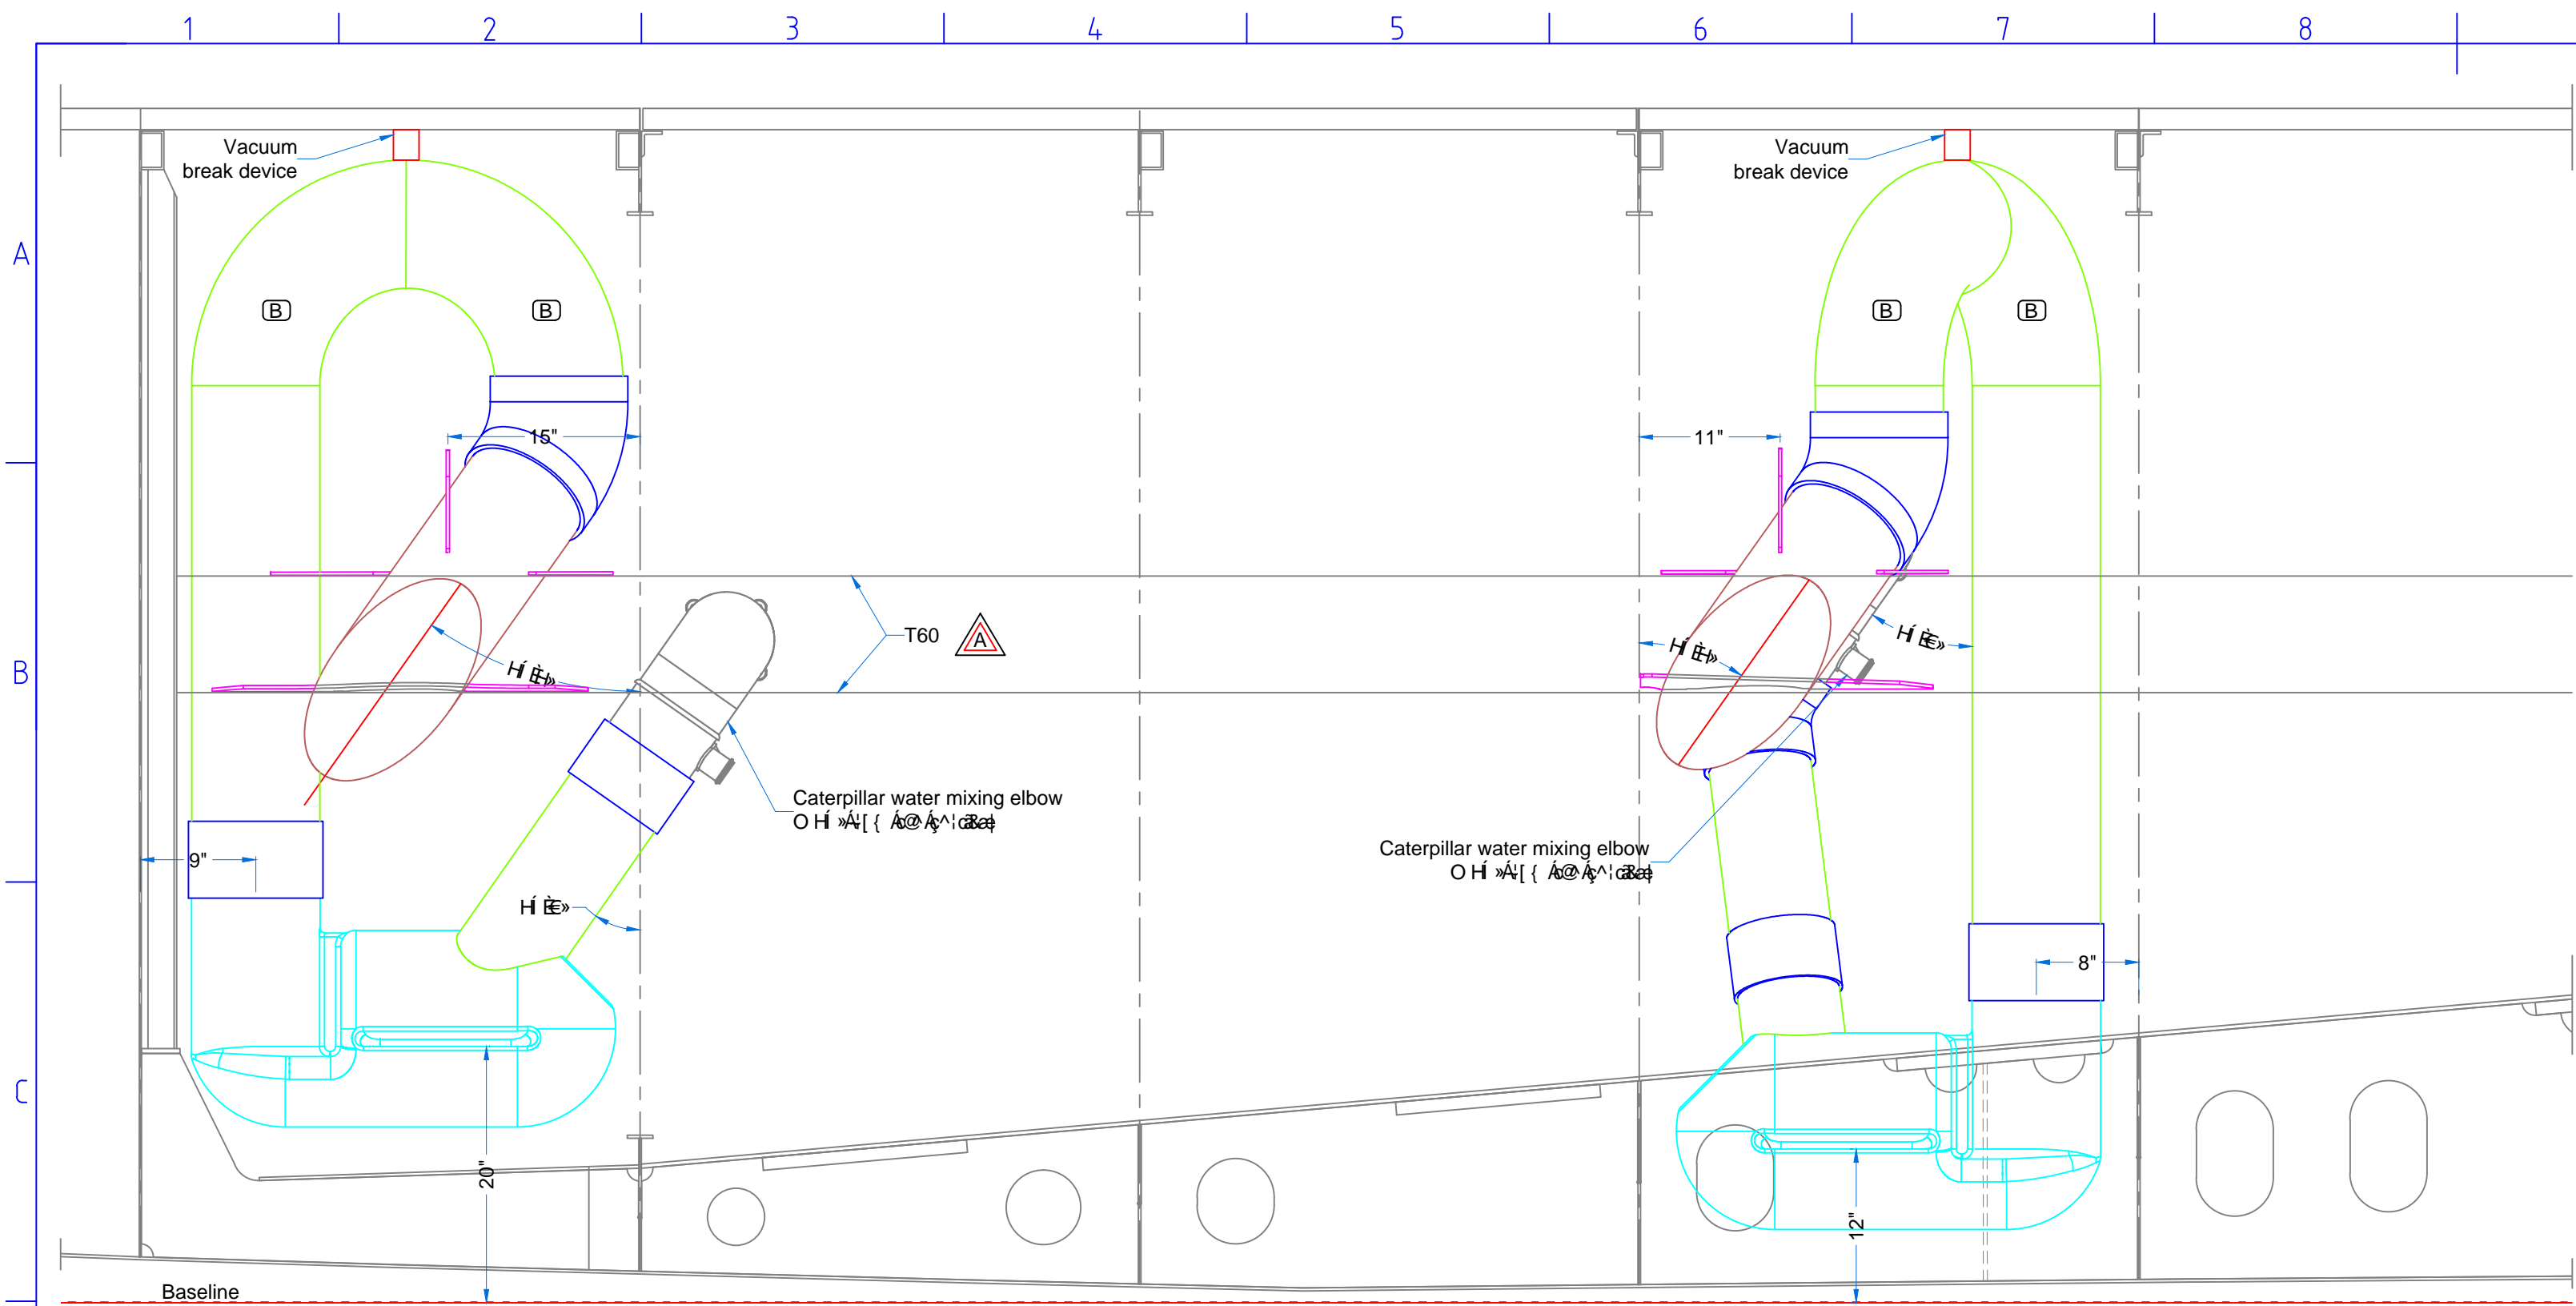 1 2 3 4 5 6 7 8
Vacuum
break device
Vacuum
break device
A
B
B
B
B
15"
11"
T60
A
B
Caterpillar water mixing elbow
Caterpillar water mixing elbow
9"
8"
C
20"
12"
Baseline